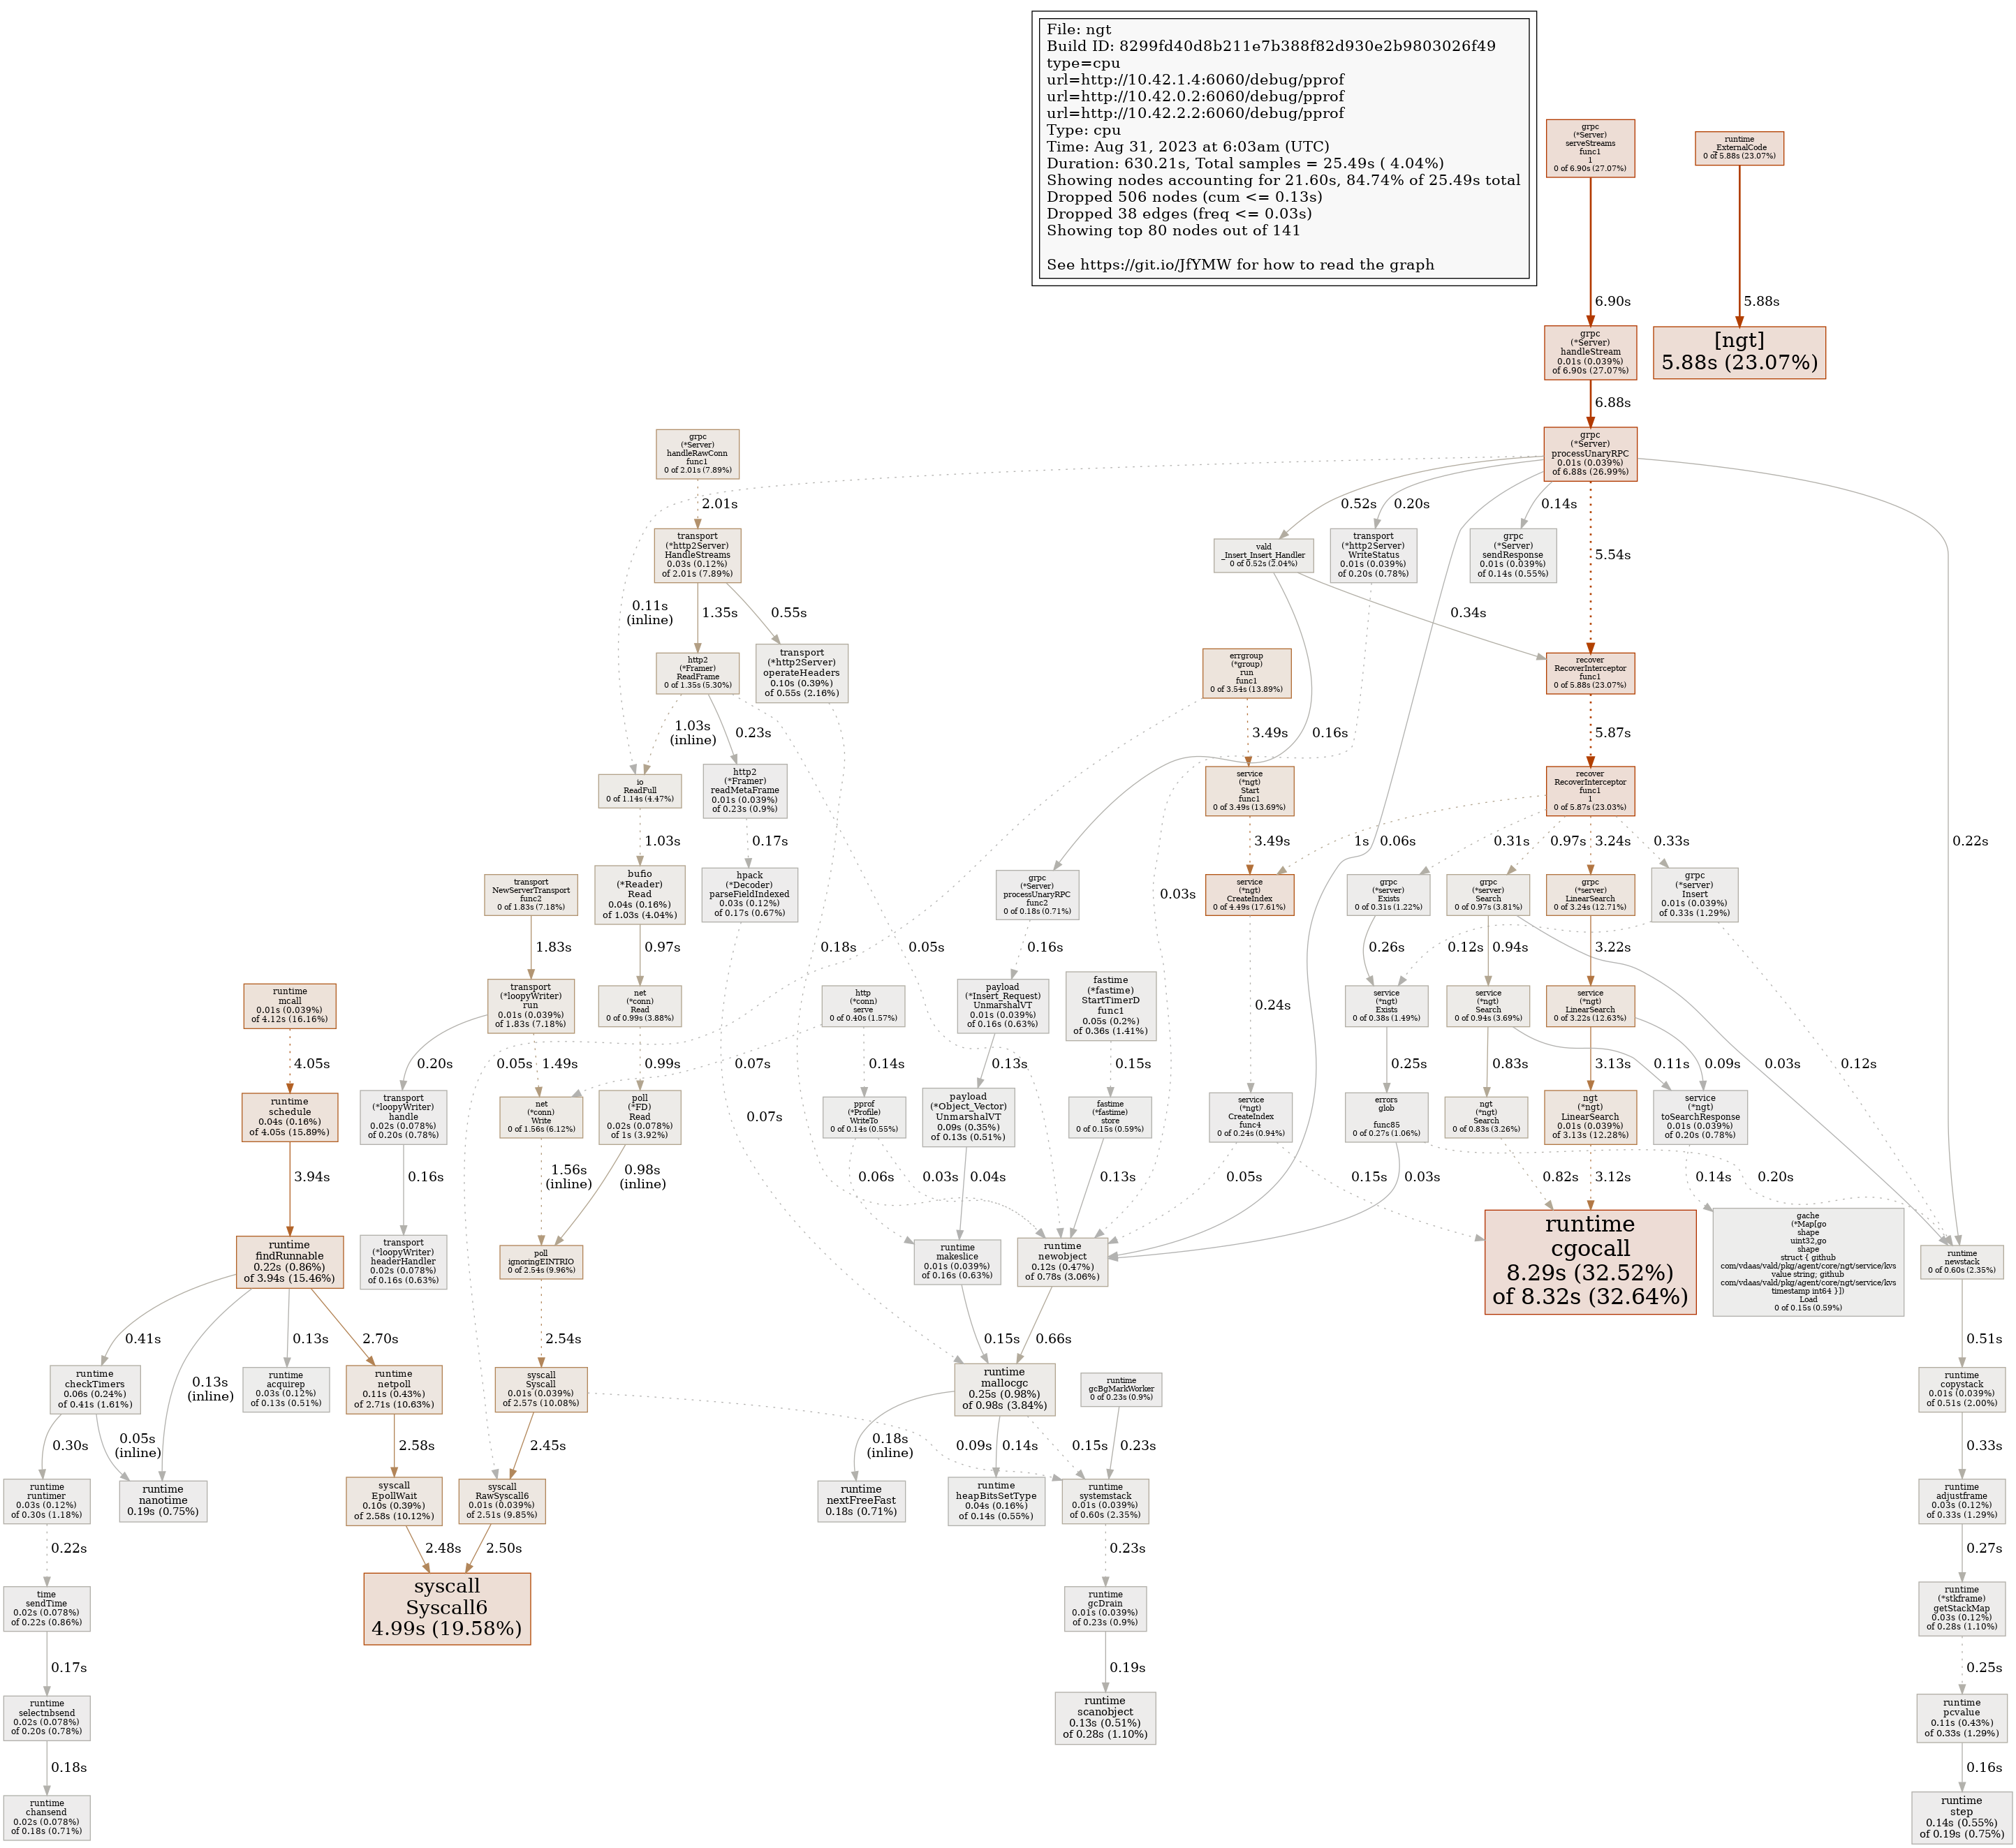 File: ngt
Build ID: 8299fd40d8b211e7b388f82d930e2b9803026f49
type=cpu
url=http://10.42.1.4:6060/debug/pprof
url=http://10.42.0.2:6060/debug/pprof
url=http://10.42.2.2:6060/debug/pprof
Type: cpu
Time: Aug 31, 2023 at 6:03am (UTC)
Duration: 630.21s, Total samples = 25.49s ( 4.04%)
Showing nodes accounting for 21.60s, 84.74% of 25.49s total
Dropped 506 nodes (cum <= 0.13s)
Dropped 38 edges (freq <= 0.03s)
Showing top 80 nodes out of 141
See https://git.io/JfYMW for how to read the graph
grpc
(*Server)
serveStreams
func1
1
0 of 6.90s (27.07%)
runtime
_ExternalCode
0 of 5.88s (23.07%)
6.90s
5.88s
grpc
(*Server)
handleStream
0.01s (0.039%)
of 6.90s (27.07%)
[ngt]
5.88s (23.07%)
6.88s
grpc
(*Server)
handleRawConn
func1
0 of 2.01s (7.89%)
grpc
(*Server)
processUnaryRPC
0.01s (0.039%)
of 6.88s (26.99%)
2.01s
0.52s
0.20s
0.14s
5.54s
transport
(*http2Server)
HandleStreams
0.03s (0.12%)
of 2.01s (7.89%)
vald
_Insert_Insert_Handler
0 of 0.52s (2.04%)
transport
(*http2Server)
WriteStatus
0.01s (0.039%)
of 0.20s (0.78%)
grpc
(*Server)
sendResponse
0.01s (0.039%)
of 0.14s (0.55%)
0.11s
(inline)
1.35s
0.55s
0.34s
http2
(*Framer)
ReadFrame
0 of 1.35s (5.30%)
transport
(*http2Server)
operateHeaders
0.10s (0.39%)
of 0.55s (2.16%)
errgroup
(*group)
run
func1
0 of 3.54s (13.89%)
recover
RecoverInterceptor
func1
0 of 5.88s (23.07%)
1.03s
(inline)
0.23s
3.49s
0.16s
5.87s
io
ReadFull
0 of 1.14s (4.47%)
http2
(*Framer)
readMetaFrame
0.01s (0.039%)
of 0.23s (0.9%)
service
(*ngt)
Start
func1
0 of 3.49s (13.69%)
recover
RecoverInterceptor
func1
1
0 of 5.87s (23.03%)
1.03s
0.17s
3.49s
1s
0.06s
0.31s
0.97s
3.24s
0.33s
0.22s
transport
NewServerTransport
func2
0 of 1.83s (7.18%)
bufio
(*Reader)
Read
0.04s (0.16%)
of 1.03s (4.04%)
hpack
(*Decoder)
parseFieldIndexed
0.03s (0.12%)
of 0.17s (0.67%)
grpc
(*Server)
processUnaryRPC
func2
0 of 0.18s (0.71%)
0.03s
service
(*ngt)
CreateIndex
0 of 4.49s (17.61%)
grpc
(*server)
Exists
0 of 0.31s (1.22%)
grpc
(*server)
Search
0 of 0.97s (3.81%)
grpc
(*server)
LinearSearch
0 of 3.24s (12.71%)
grpc
(*server)
Insert
0.01s (0.039%)
of 0.33s (1.29%)
1.83s
0.97s
0.18s
0.05s
0.16s
0.26s
0.12s
0.94s
3.22s
runtime
mcall
0.01s (0.039%)
of 4.12s (16.16%)
transport
(*loopyWriter)
run
0.01s (0.039%)
of 1.83s (7.18%)
net
(*conn)
Read
0 of 0.99s (3.88%)
http
(*conn)
serve
0 of 0.40s (1.57%)
payload
(*Insert_Request)
UnmarshalVT
0.01s (0.039%)
of 0.16s (0.63%)
fastime
(*fastime)
StartTimerD
func1
0.05s (0.2%)
of 0.36s (1.41%)
0.24s
service
(*ngt)
Exists
0 of 0.38s (1.49%)
service
(*ngt)
Search
0 of 0.94s (3.69%)
service
(*ngt)
LinearSearch
0 of 3.22s (12.63%)
4.05s
0.20s
0.05s
1.49s
0.99s
0.07s
0.14s
0.13s
0.15s
0.25s
0.83s
0.11s
3.13s
0.09s
0.03s
0.12s
runtime
schedule
0.04s (0.16%)
of 4.05s (15.89%)
transport
(*loopyWriter)
handle
0.02s (0.078%)
of 0.20s (0.78%)
net
(*conn)
Write
0 of 1.56s (6.12%)
poll
(*FD)
Read
0.02s (0.078%)
of 1s (3.92%)
0.07s
pprof
(*Profile)
WriteTo
0 of 0.14s (0.55%)
payload
(*Object_Vector)
UnmarshalVT
0.09s (0.35%)
of 0.13s (0.51%)
fastime
(*fastime)
store
0 of 0.15s (0.59%)
service
(*ngt)
CreateIndex
func4
0 of 0.24s (0.94%)
errors
glob

func85
0 of 0.27s (1.06%)
ngt
(*ngt)
Search
0 of 0.83s (3.26%)
ngt
(*ngt)
LinearSearch
0.01s (0.039%)
of 3.13s (12.28%)
service
(*ngt)
toSearchResponse
0.01s (0.039%)
of 0.20s (0.78%)
3.94s
0.16s
1.56s
(inline)
0.98s
(inline)
0.06s
0.03s
0.04s
0.13s
0.05s
0.15s
0.03s
0.82s
3.12s
0.14s
0.20s
runtime
findRunnable
0.22s (0.86%)
of 3.94s (15.46%)
transport
(*loopyWriter)
headerHandler
0.02s (0.078%)
of 0.16s (0.63%)
poll
ignoringEINTRIO
0 of 2.54s (9.96%)
runtime
makeslice
0.01s (0.039%)
of 0.16s (0.63%)
runtime
newobject
0.12s (0.47%)
of 0.78s (3.06%)
runtime
cgocall
8.29s (32.52%)
of 8.32s (32.64%)
gache
(*Map[go
shape
uint32,go
shape
struct { github
com/vdaas/vald/pkg/agent/core/ngt/service/kvs
value string; github
com/vdaas/vald/pkg/agent/core/ngt/service/kvs
timestamp int64 }])
Load
0 of 0.15s (0.59%)
runtime
newstack
0 of 0.60s (2.35%)
0.41s
0.13s
(inline)
0.13s
2.70s
2.54s
0.15s
0.66s
0.51s
runtime
checkTimers
0.06s (0.24%)
of 0.41s (1.61%)
runtime
acquirep
0.03s (0.12%)
of 0.13s (0.51%)
runtime
netpoll
0.11s (0.43%)
of 2.71s (10.63%)
syscall
Syscall
0.01s (0.039%)
of 2.57s (10.08%)
runtime
mallocgc
0.25s (0.98%)
of 0.98s (3.84%)
runtime
gcBgMarkWorker
0 of 0.23s (0.9%)
runtime
copystack
0.01s (0.039%)
of 0.51s (2.00%)
0.30s
0.05s
(inline)
2.58s
2.45s
0.18s
(inline)
0.09s
0.14s
0.15s
0.23s
0.33s
runtime
runtimer
0.03s (0.12%)
of 0.30s (1.18%)
runtime
nanotime
0.19s (0.75%)
syscall
EpollWait
0.10s (0.39%)
of 2.58s (10.12%)
syscall
RawSyscall6
0.01s (0.039%)
of 2.51s (9.85%)
runtime
nextFreeFast
0.18s (0.71%)
runtime
heapBitsSetType
0.04s (0.16%)
of 0.14s (0.55%)
runtime
systemstack
0.01s (0.039%)
of 0.60s (2.35%)
runtime
adjustframe
0.03s (0.12%)
of 0.33s (1.29%)
0.22s
2.48s
2.50s
0.23s
0.27s
time
sendTime
0.02s (0.078%)
of 0.22s (0.86%)
syscall
Syscall6
4.99s (19.58%)
runtime
gcDrain
0.01s (0.039%)
of 0.23s (0.9%)
runtime
(*stkframe)
getStackMap
0.03s (0.12%)
of 0.28s (1.10%)
0.17s
0.19s
0.25s
runtime
selectnbsend
0.02s (0.078%)
of 0.20s (0.78%)
runtime
scanobject
0.13s (0.51%)
of 0.28s (1.10%)
runtime
pcvalue
0.11s (0.43%)
of 0.33s (1.29%)
0.18s
0.16s
runtime
chansend
0.02s (0.078%)
of 0.18s (0.71%)
runtime
step
0.14s (0.55%)
of 0.19s (0.75%)